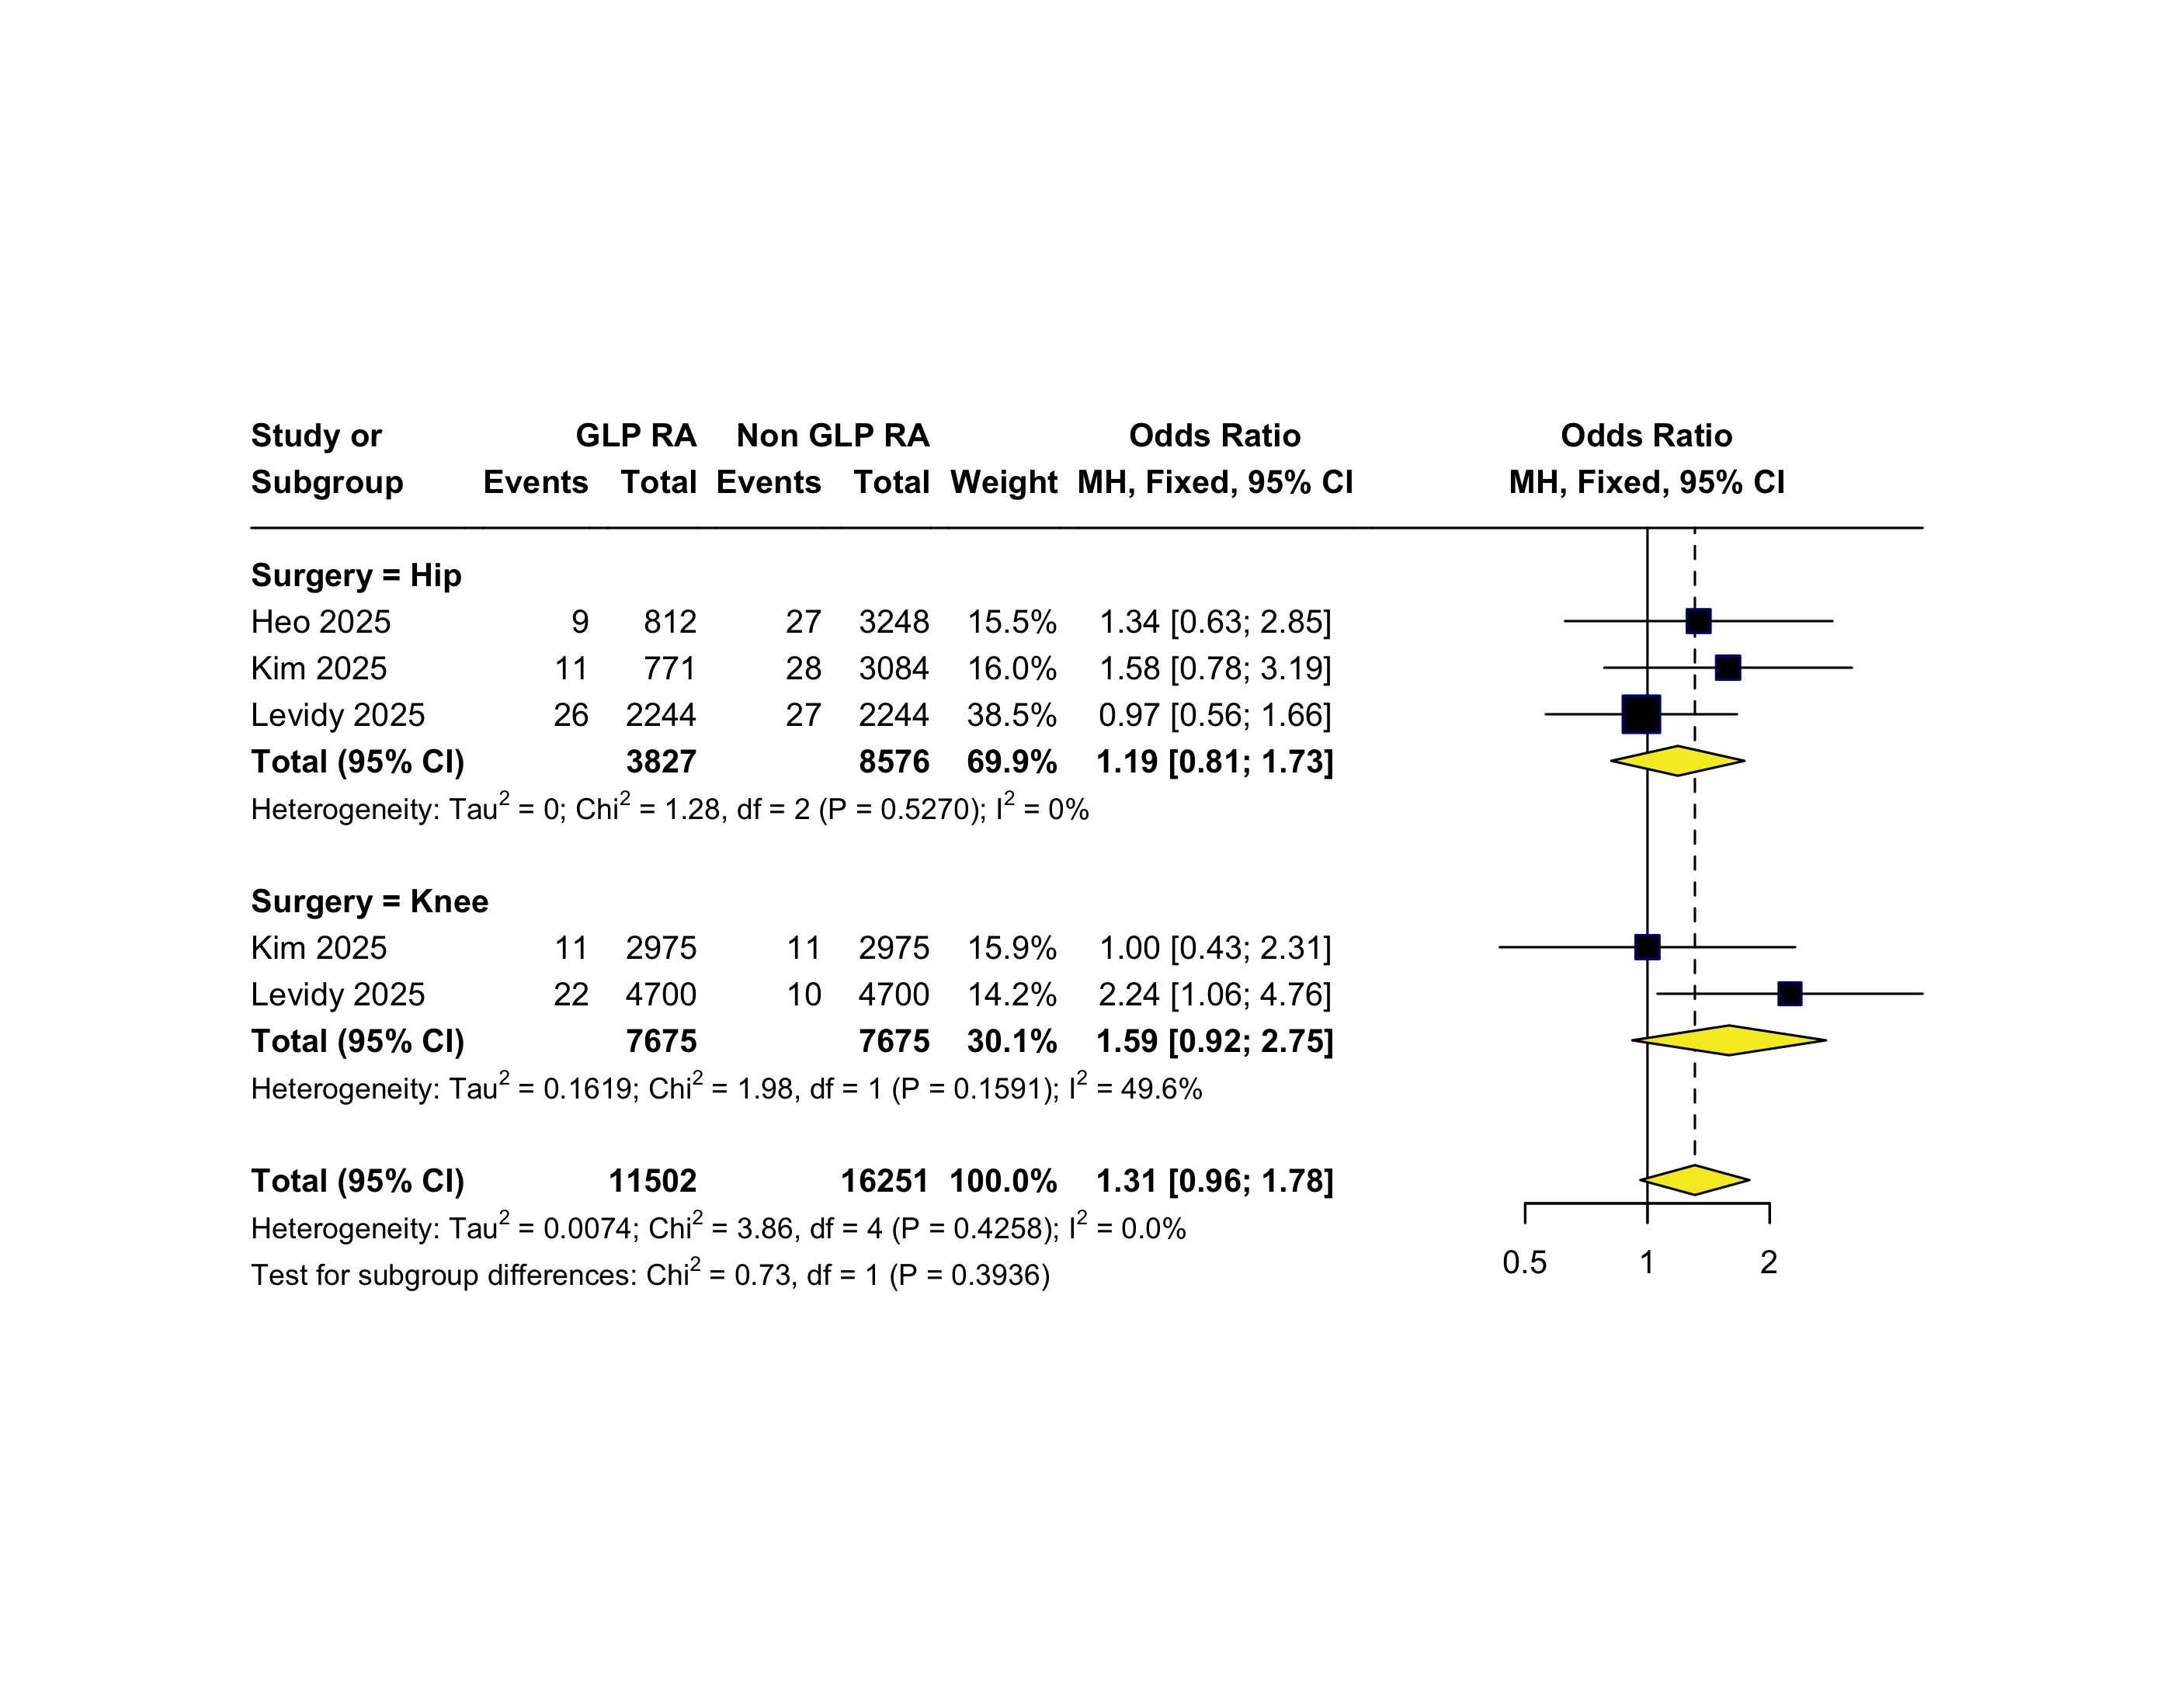 Study or GLP RA Non GLP RA Odds Ratio Odds Ratio
Subgroup Events Total Events Total Weight MH, Fixed, 95% CI MH, Fixed, 95% CI
Surgery = Hip
Heo 2025 9 812 27 3248 15.5% 1.34 [0.63; 2.85]
Kim 2025 11 771 28 3084 16.0% 1.58 [0.78; 3.19]
Levidy 2025 26 2244 27 2244 38.5% 0.97 [0.56; 1.66]
Total (95% CI) 3827 8576 69.9% 1.19 [0.81; 1.73]
Heterogeneity: Tau² = 0; Chi² = 1.28, df = 2 (P = 0.5270); I² = 0%
Surgery = Knee
Kim 2025 11 2975 11 2975 15.9% 1.00 [0.43; 2.31]
Levidy 2025 22 4700 10 4700 14.2% 2.24 [1.06; 4.76]
Total (95% CI) 7675 7675 30.1% 1.59 [0.92; 2.75]
Heterogeneity: Tau² = 0.1619; Chi² = 1.98, df = 1 (P = 0.1591); I² = 49.6%
Total (95% CI) 11502 16251 100.0% 1.31 [0.96; 1.78]
Heterogeneity: Tau² = 0.0074; Chi² = 3.86, df = 4 (P = 0.4258); I² = 0.0%
Test for subgroup differences: Chi² = 0.73, df = 1 (P = 0.3936)
0.5 1 2